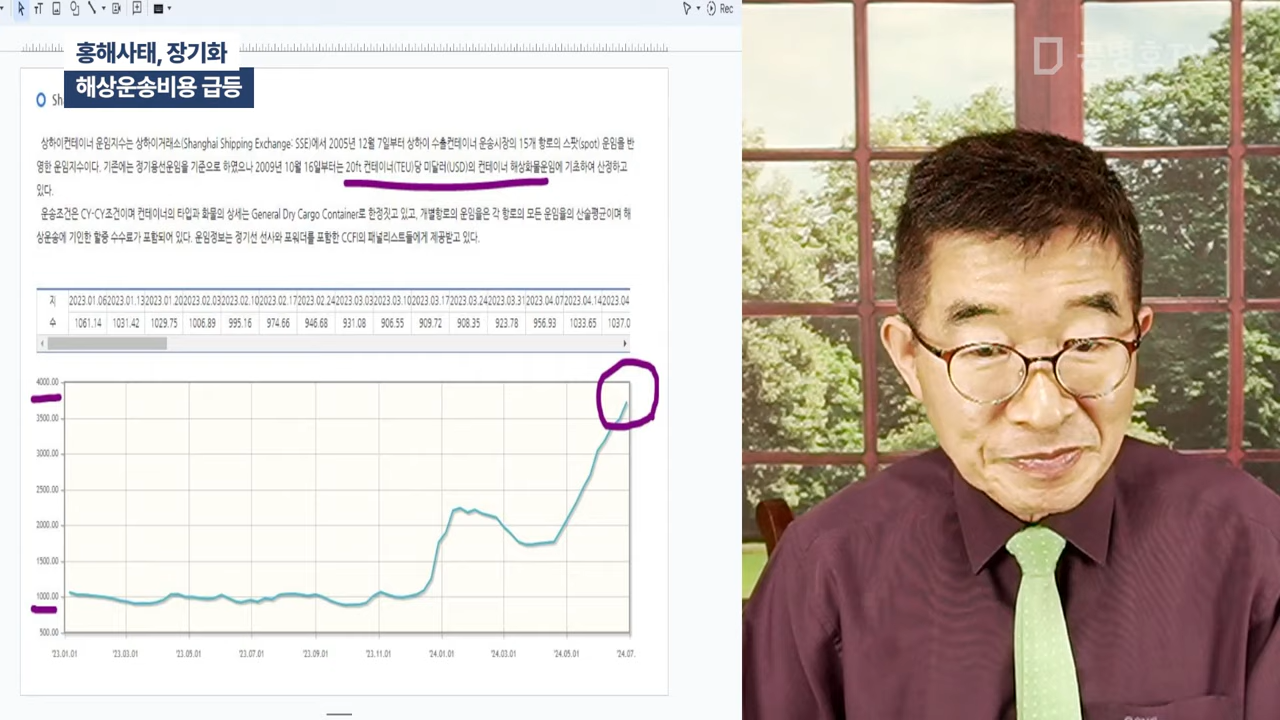 Rec
홍해사태, 장기화
해상운송비용 급등
Sh
공병호TV
상하이컨테이너 운임지수는 상하이거래소(Shanghai Shipping Exchange: SSE)에서 2005년 12월 7일부터 상하이 수출컨테이너 운송시장의 15개 항로의 스팟(spot) 운임을 반
영한 운임지수이다. 기존에는 정기용선운임을 기준으로 하였으나 2009년 10월 16일부터는 20ft 컨테이너(TEU)당 미달러(USD)의 컨테이너 해상화물운임에 기초하여 산정하고
있다.
운송조건은 CY-CY조건이며 컨테이너의 타입과 화물의 상세는 General Dry Cargo Container로 한정짓고 있고, 개별항로의 운임율은 각 항로의 모든 운임율의 산술평균이며 해
상운송에 기인한 할증 수수료가 포함되어 있다. 운임정보는 정기선 선사와 포워더를 포함한 CCFI의 패널리스트들에게 제공받고 있다.
지 2023.01.06 2023.01.13 2023.01.20 2023.02.03 2023.02.10 2023.02.17 2023.02.24 2023.03.03 2023.03.10 2023.03.17 2023.03.24 2023.03.31 2023.04.07 2023.04.14 2023.04
수 1061.14 1031.42 1029.75 1006.89 995.16 974.66 946.68 931.08 906.55 909.72 908.35 923.78 956.93 1033.65 1037.0
4000.00
3500.00
3000.00
2500.00
2000.00
1500.00
1000.00
500.00
'23.01.01 '23.03.01 '23.05.01 '23.07.01 '23.09.01 '23.11.01 '24.01.01 '24.03.01 '24.05.01 '24.07.